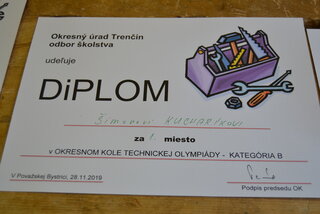 Okresný úrad Trenčín
odbor školstva
udeľuje
DiPLOM
Šimonovi KUCHARÍKOVI
za 1. miesto
v OKRESNOM KOLE TECHNICKEJ OLYMPIÁDY - KATEGÓRIA B
V Považskej Bystrici, 28.11.2019
Podpis predsedu OK